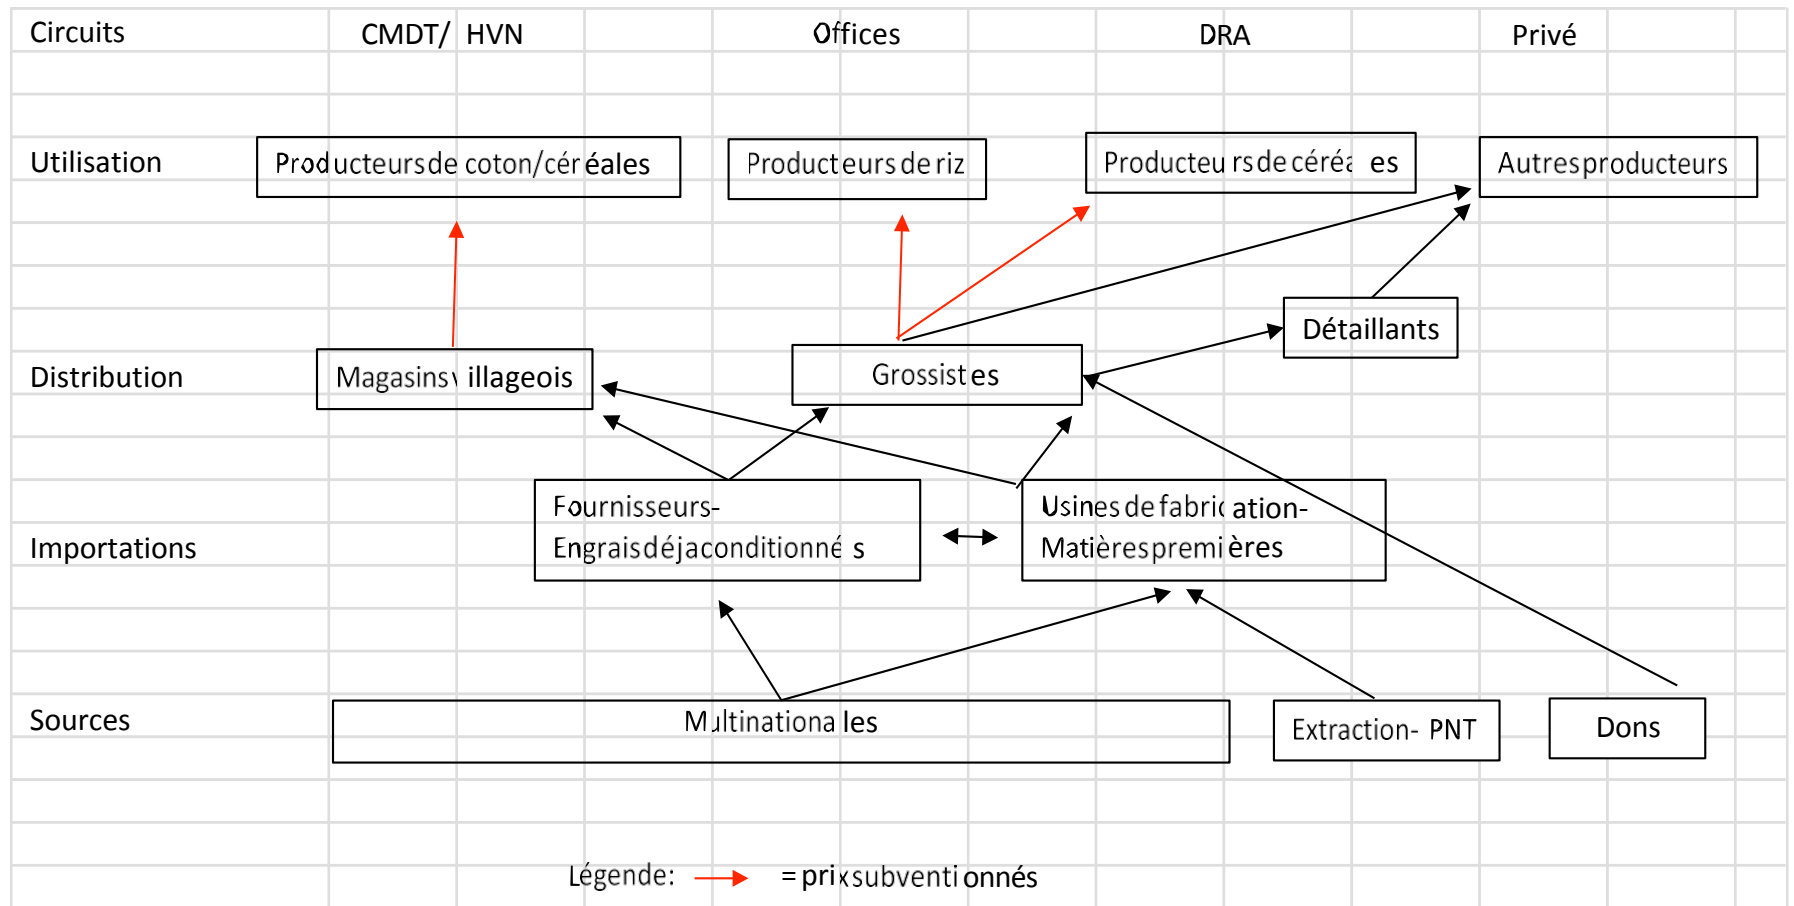 Circuits CMDT/ HVN Offices DRA Privé
Utilisation
Producteurs de coton/céréales
Producteurs de riz
Producteurs de céréales
Autres producteurs
Détaillants
Distribution
Magasins villageois
Grossistes
Fournisseurs-
Engrais déja conditionnés
Usines de fabrication-
Matières premières
Importations
Sources
Multinationales
Extraction- PNT
Dons
Légende: = prix subventionnés